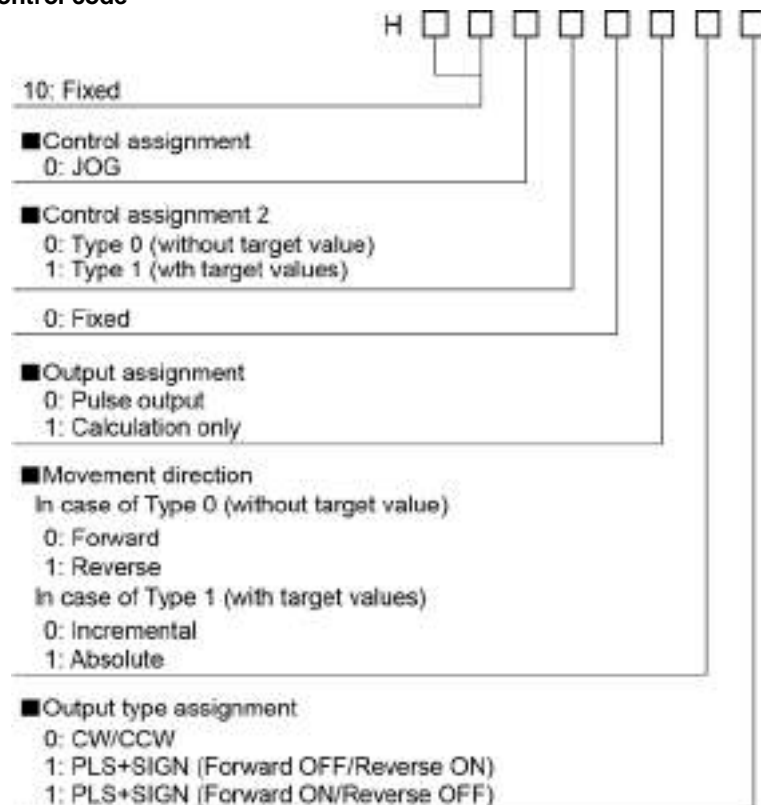 ontrol code
H □ □ □ □ □ □ □ □
10: Fixed
■Control assignment
0: JOG
■Control assignment 2
0: Type 0 (without target value)
1: Type 1 (wth target values)
0: Fixed
■Output assignment
0: Pulse output
1: Calculation only
■Movement direction
In case of Type 0 (without target value)
0: Forward
1: Reverse
In case of Type 1 (with target values)
0: Incremental
1: Absolute
■Output type assignment
0: CW/CCW
1: PLS+SIGN (Forward OFF/Reverse ON)
1: PLS+SIGN (Forward ON/Reverse OFF)